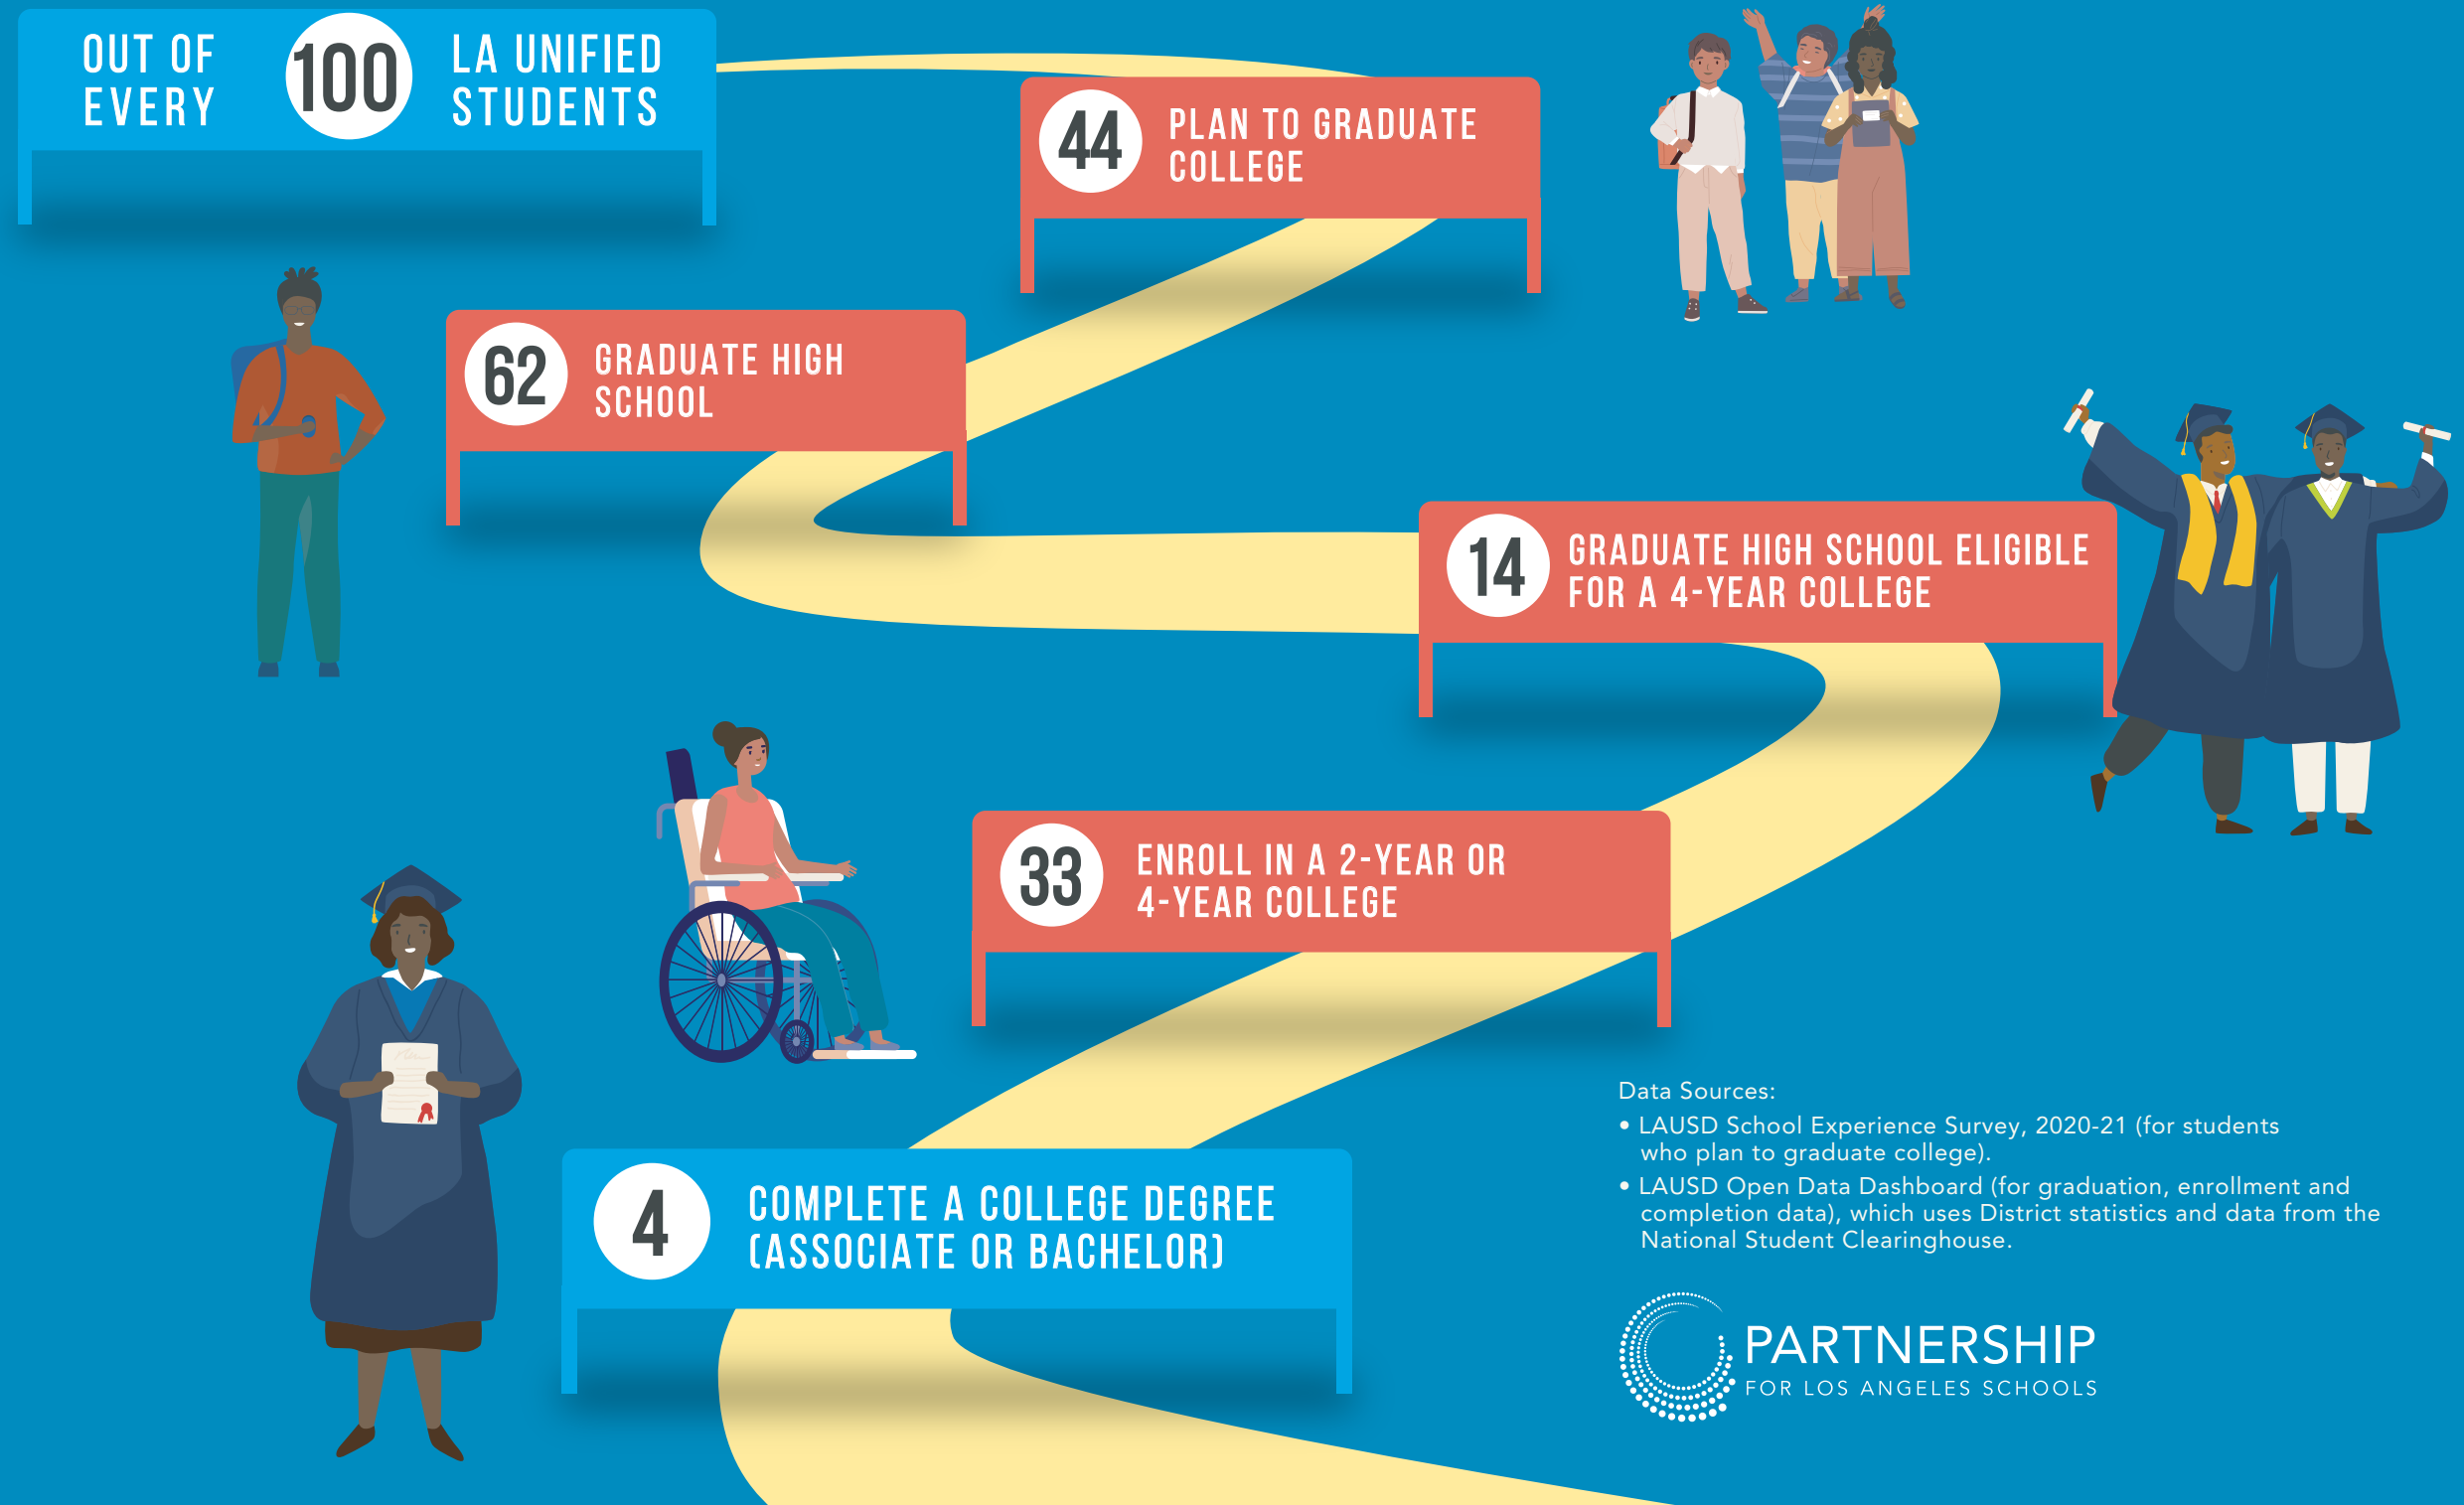 OUT OF
EVERY
100
LA UNIFIED
STUDENTS
44
PLAN TO GRADUATE
COLLEGE
62
GRADUATE HIGH
SCHOOL
14
GRADUATE HIGH SCHOOL ELIGIBLE
FOR A 4-YEAR COLLEGE
33
ENROLL IN A 2-YEAR OR
4-YEAR COLLEGE
4
COMPLETE A COLLEGE DEGREE
(ASSOCIATE OR BACHELOR)
Data Sources:
• LAUSD School Experience Survey, 2020-21 (for students
who plan to graduate college).
• LAUSD Open Data Dashboard (for graduation, enrollment and
completion data), which uses District statistics and data from the
National Student Clearinghouse.
PARTNERSHIP
FOR LOS ANGELES SCHOOLS